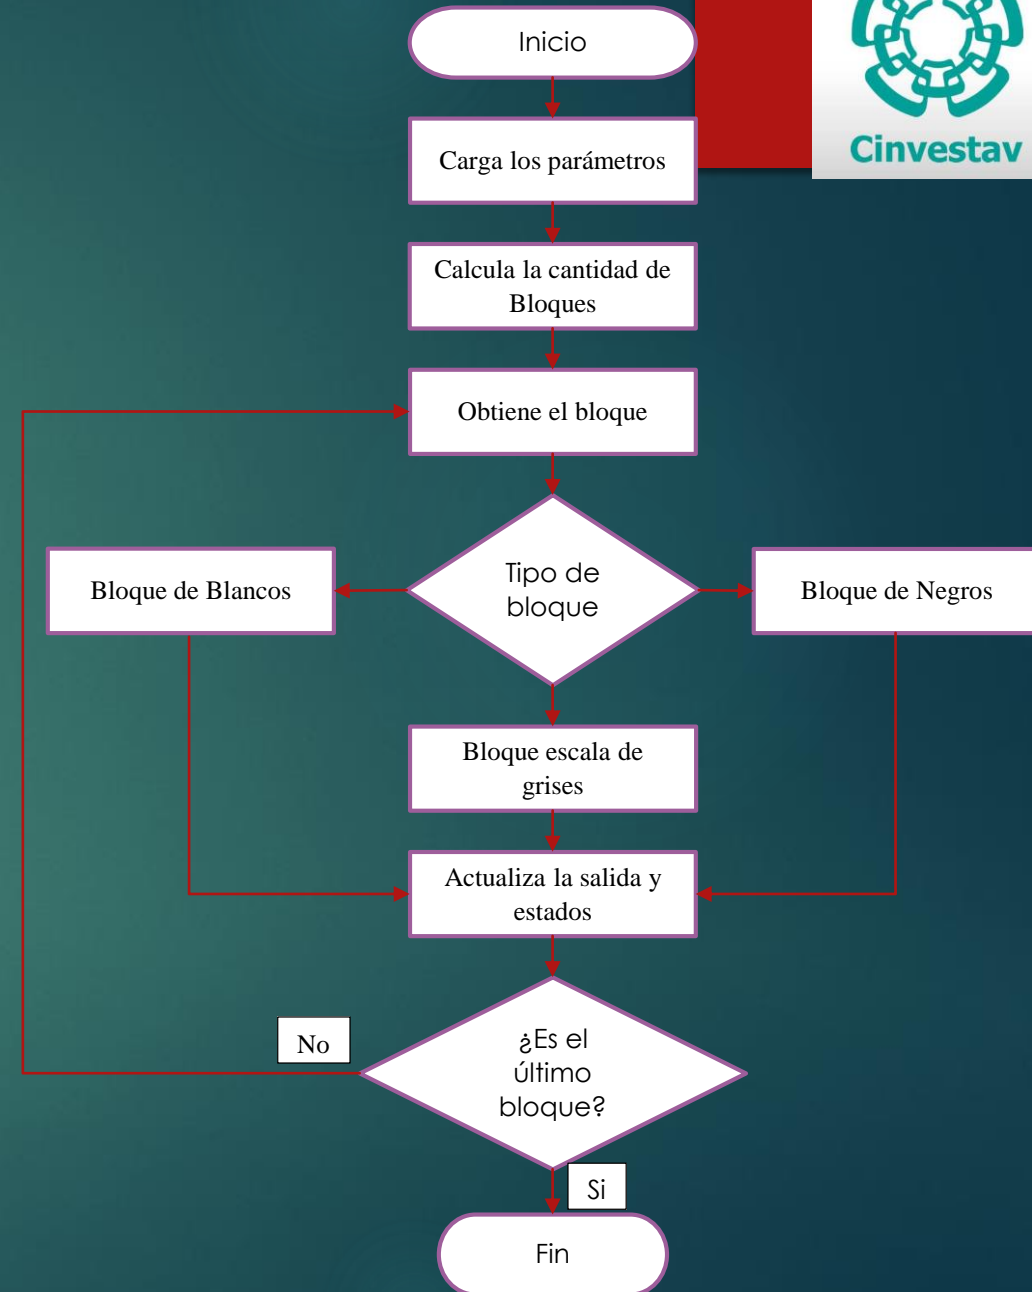 Inicio
Cinvestav
Carga los parámetros
Calcula la cantidad de
Bloques
Obtiene el bloque
Tipo de
bloque
Bloque de Blancos
Bloque de Negros
Bloque escala de
grises
Actualiza la salida y
estados
¿Es el
último
bloque?
No
Si
Fin